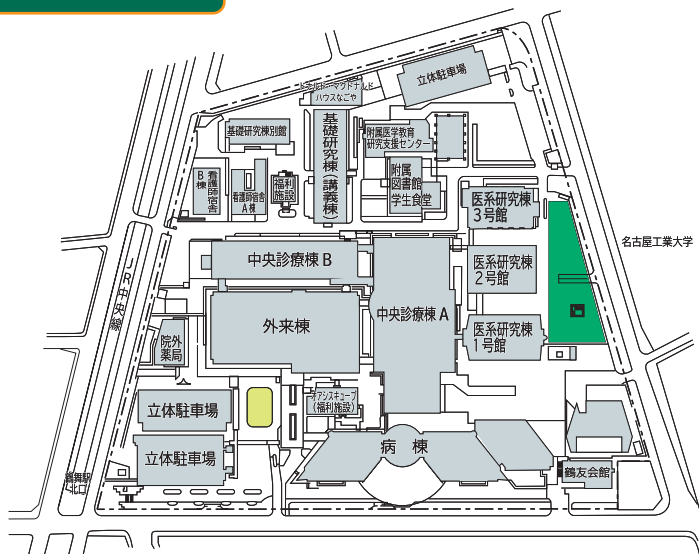 立体駐車場
ドナルド・マクドナルド
ハウスなごや
基礎研究棟別館
基礎研究棟（講義棟）
附属医学教育
研究支援センター
看護師宿舎
B棟
看護師宿舎
A棟
福利
施設
附属
図書館
学生食堂
医系研究棟
3号館
名古屋工業大学
中央診療棟B
医系研究棟
2号館
JR中央線
外来棟
中央診療棟A
医系研究棟
1号館
院外
薬局
オアシスキューブ
（福利施設）
立体駐車場
病棟
立体駐車場
鶴友会館
鶴舞駅
北口